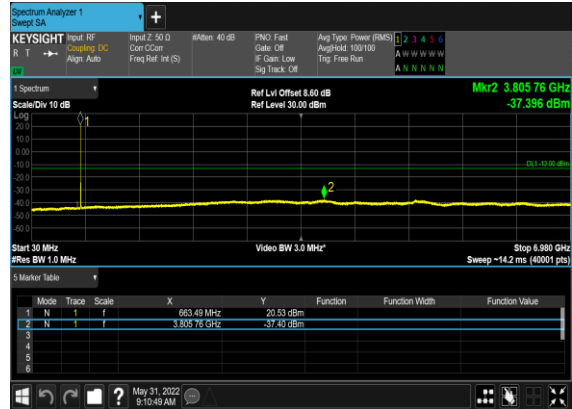 Spectrum Analyzer 1
Swept SA
+
KEYSIGHT Input: RF Input Z: 50 Ω #Atten: 40 dB PNO: Fast Avg Type: Power (RMS) 1 2 3 4 5 6
R T Coupling: DC Corr CCorr Gate: Off Avg|Hold: 100/100 A W W W W W
Align: Auto Freq Ref: Int (S) IF Gain: Low Trig: Free Run
Sig Track: Off A N N N N N
1 Spectrum Ref Lvl Offset 8.60 dB Mkr2 3.805 76 GHz
Scale/Div 10 dB Ref Level 30.00 dBm -37.396 dBm
Log
1
20.0
10.0
0.00
-10.0 DL1 -13.00 dBm
-20.0
-30.0 2
-40.0
-50.0
-60.0
Start 30 MHz Video BW 3.0 MHz* Stop 6.980 GHz
#Res BW 1.0 MHz Sweep ~14.2 ms (40001 pts)
5 Marker Table
Mode Trace Scale X Y Function Function Width Function Value
1 N 1 f 663.49 MHz 20.53 dBm
2 N 1 f 3.805 76 GHz -37.40 dBm
3
4
5
6
? May 31, 2022
9:10:49 AM